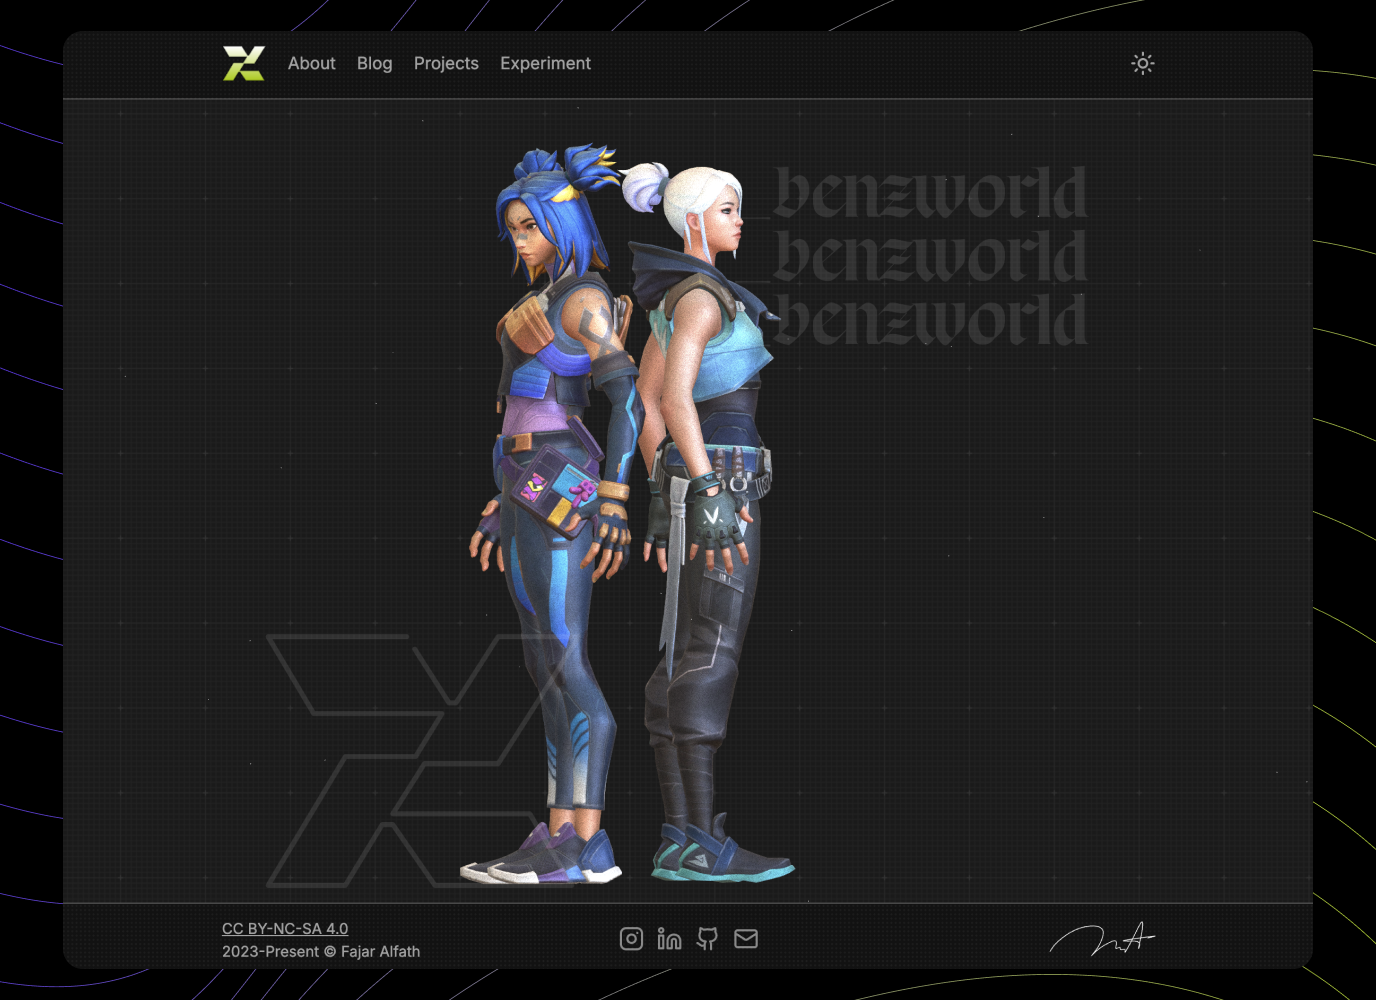 About Blog Projects Experiment
benzworld
benzworld
benzworld
CC BY-NC-SA 4.0
2023-Present © Fajar Alfath